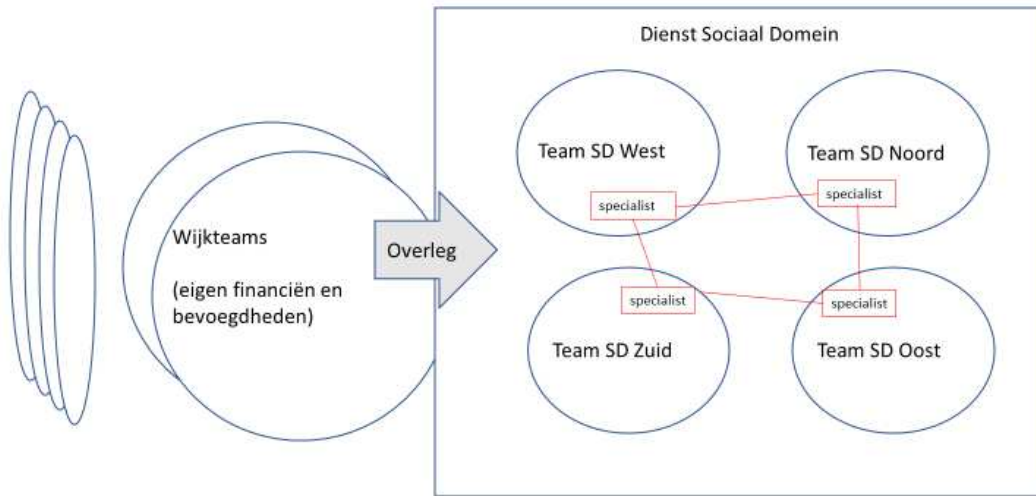 Dienst Sociaal Domein
Team SD West
Team SD Noord
specialist
specialist
Wijkteams
(eigen financiën en
bevoegdheden)
Overleg
specialist
specialist
Team SD Zuid
Team SD Oost